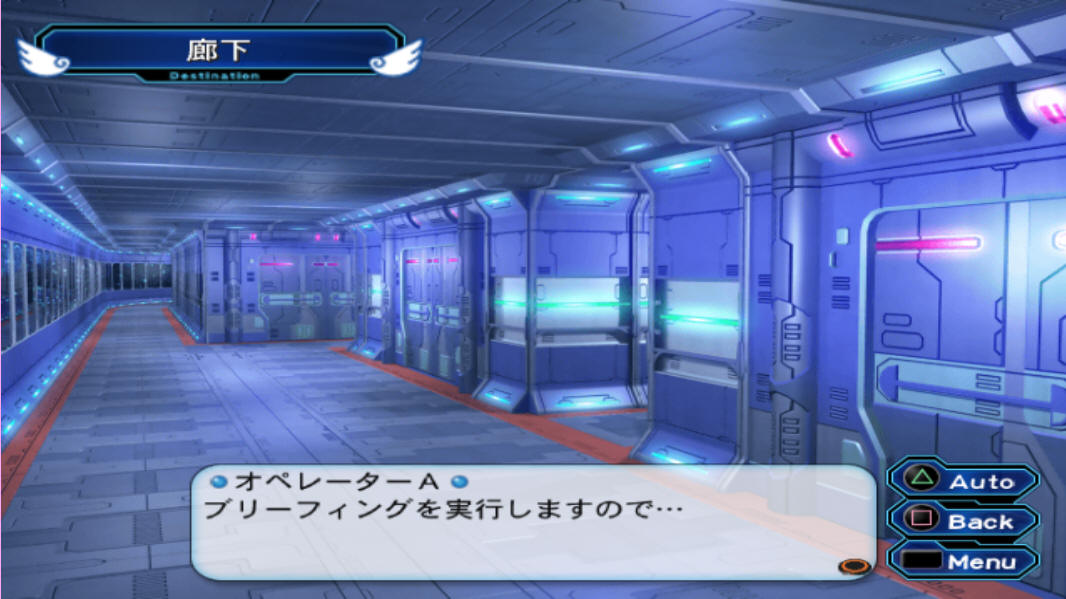 廊下
Destination
オペレーターA
ブリーフィングを実行しますので…
Auto
Back
Menu